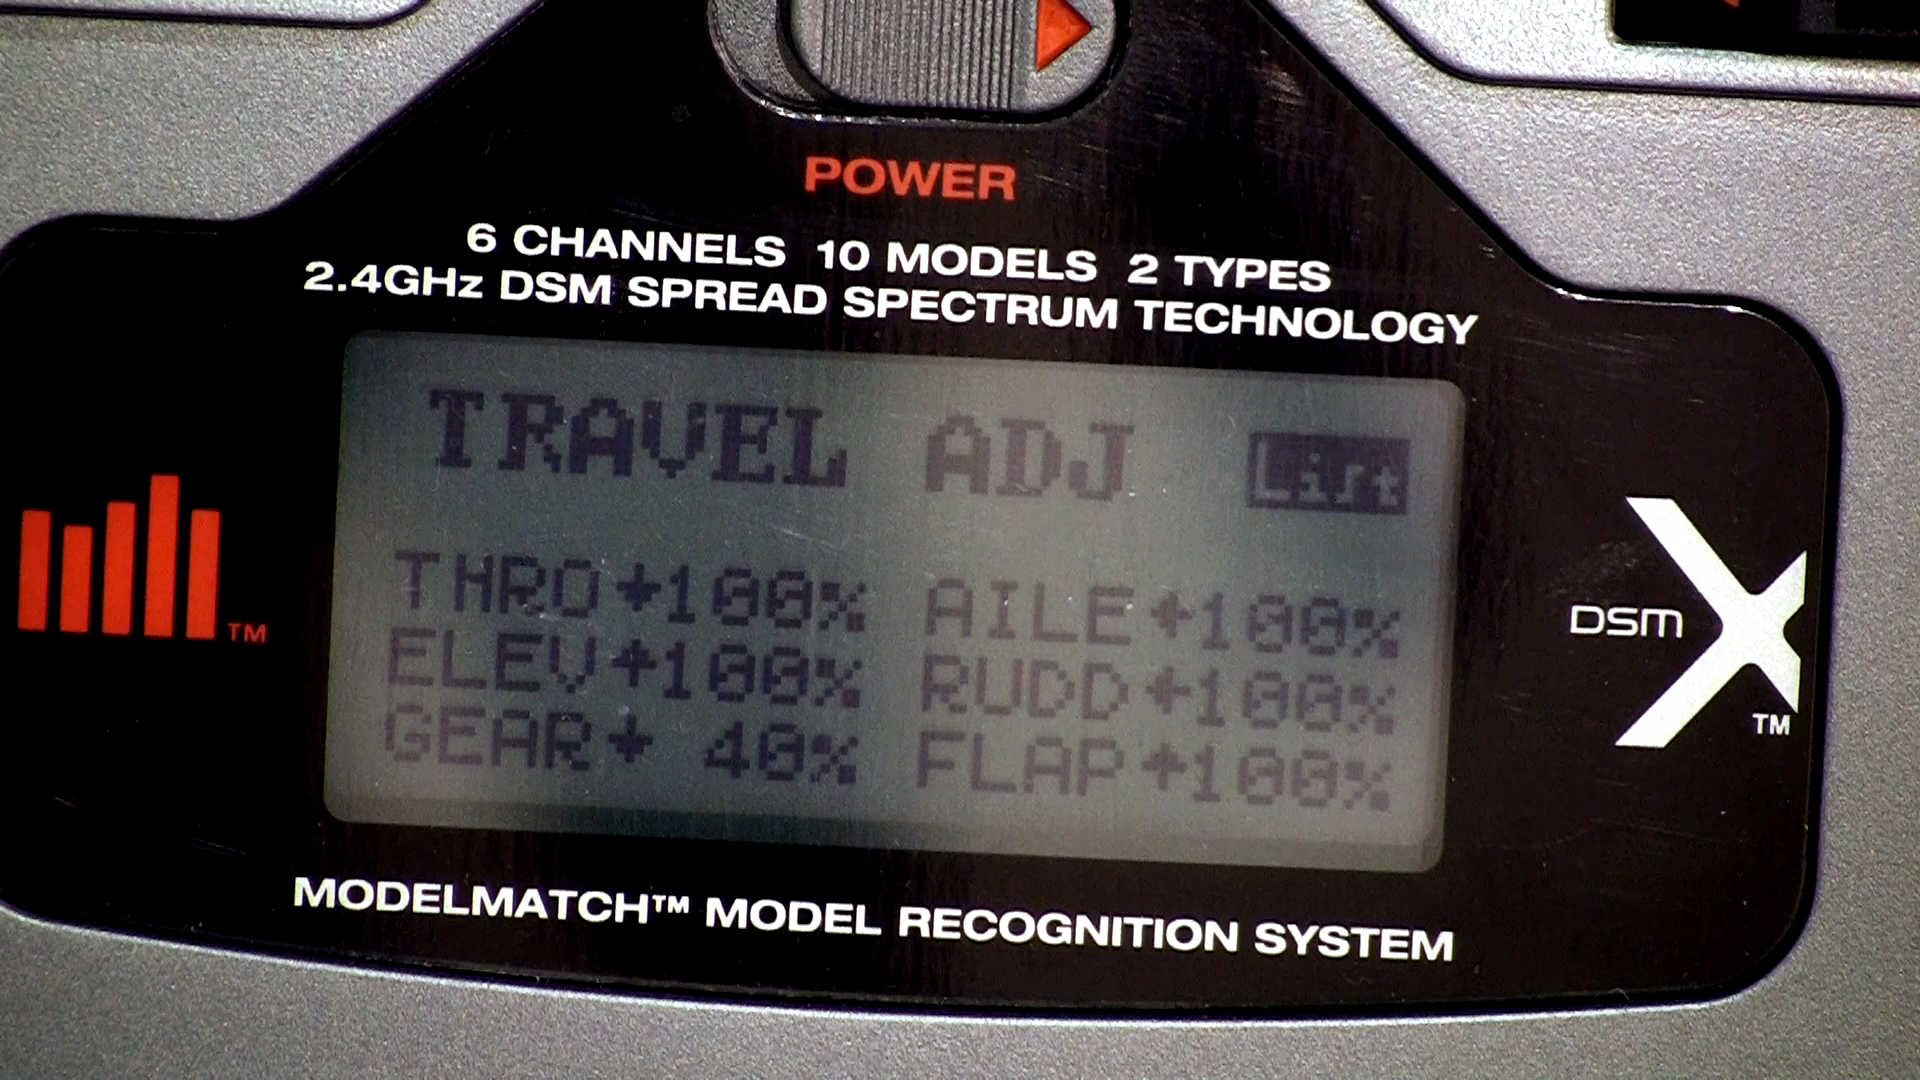 POWER
6 CHANNELS 10 MODELS 2 TYPES
2.4GHz DSM SPREAD SPECTRUM TECHNOLOGY
TRAVEL ADJ List
THRO+100% AILE+100%
ELEV+100% RUDD+100%
GEAR+ 40% FLAP+100%
TM
DSM X TM
MODELMATCH™ MODEL RECOGNITION SYSTEM